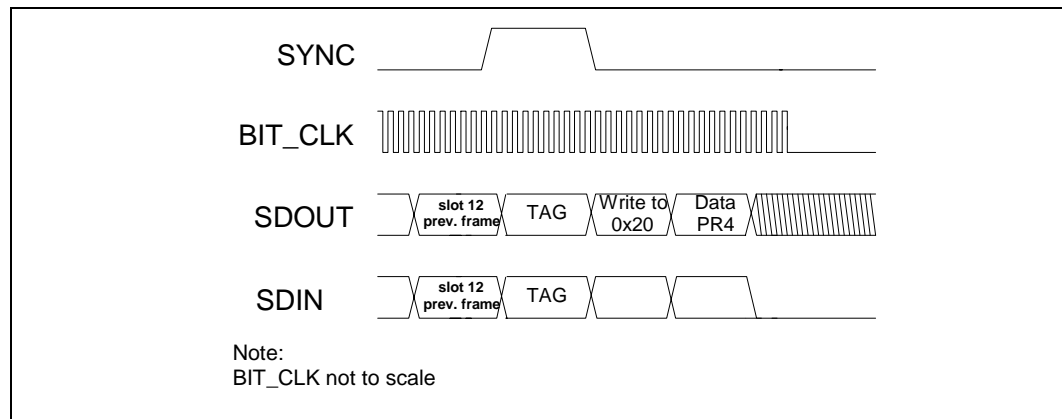 SYNC
BIT_CLK
SDOUT
slot 12
prev. frame
TAG
Write to
0x20
Data
PR4
SDIN
slot 12
prev. frame
TAG
Note:
BIT_CLK not to scale